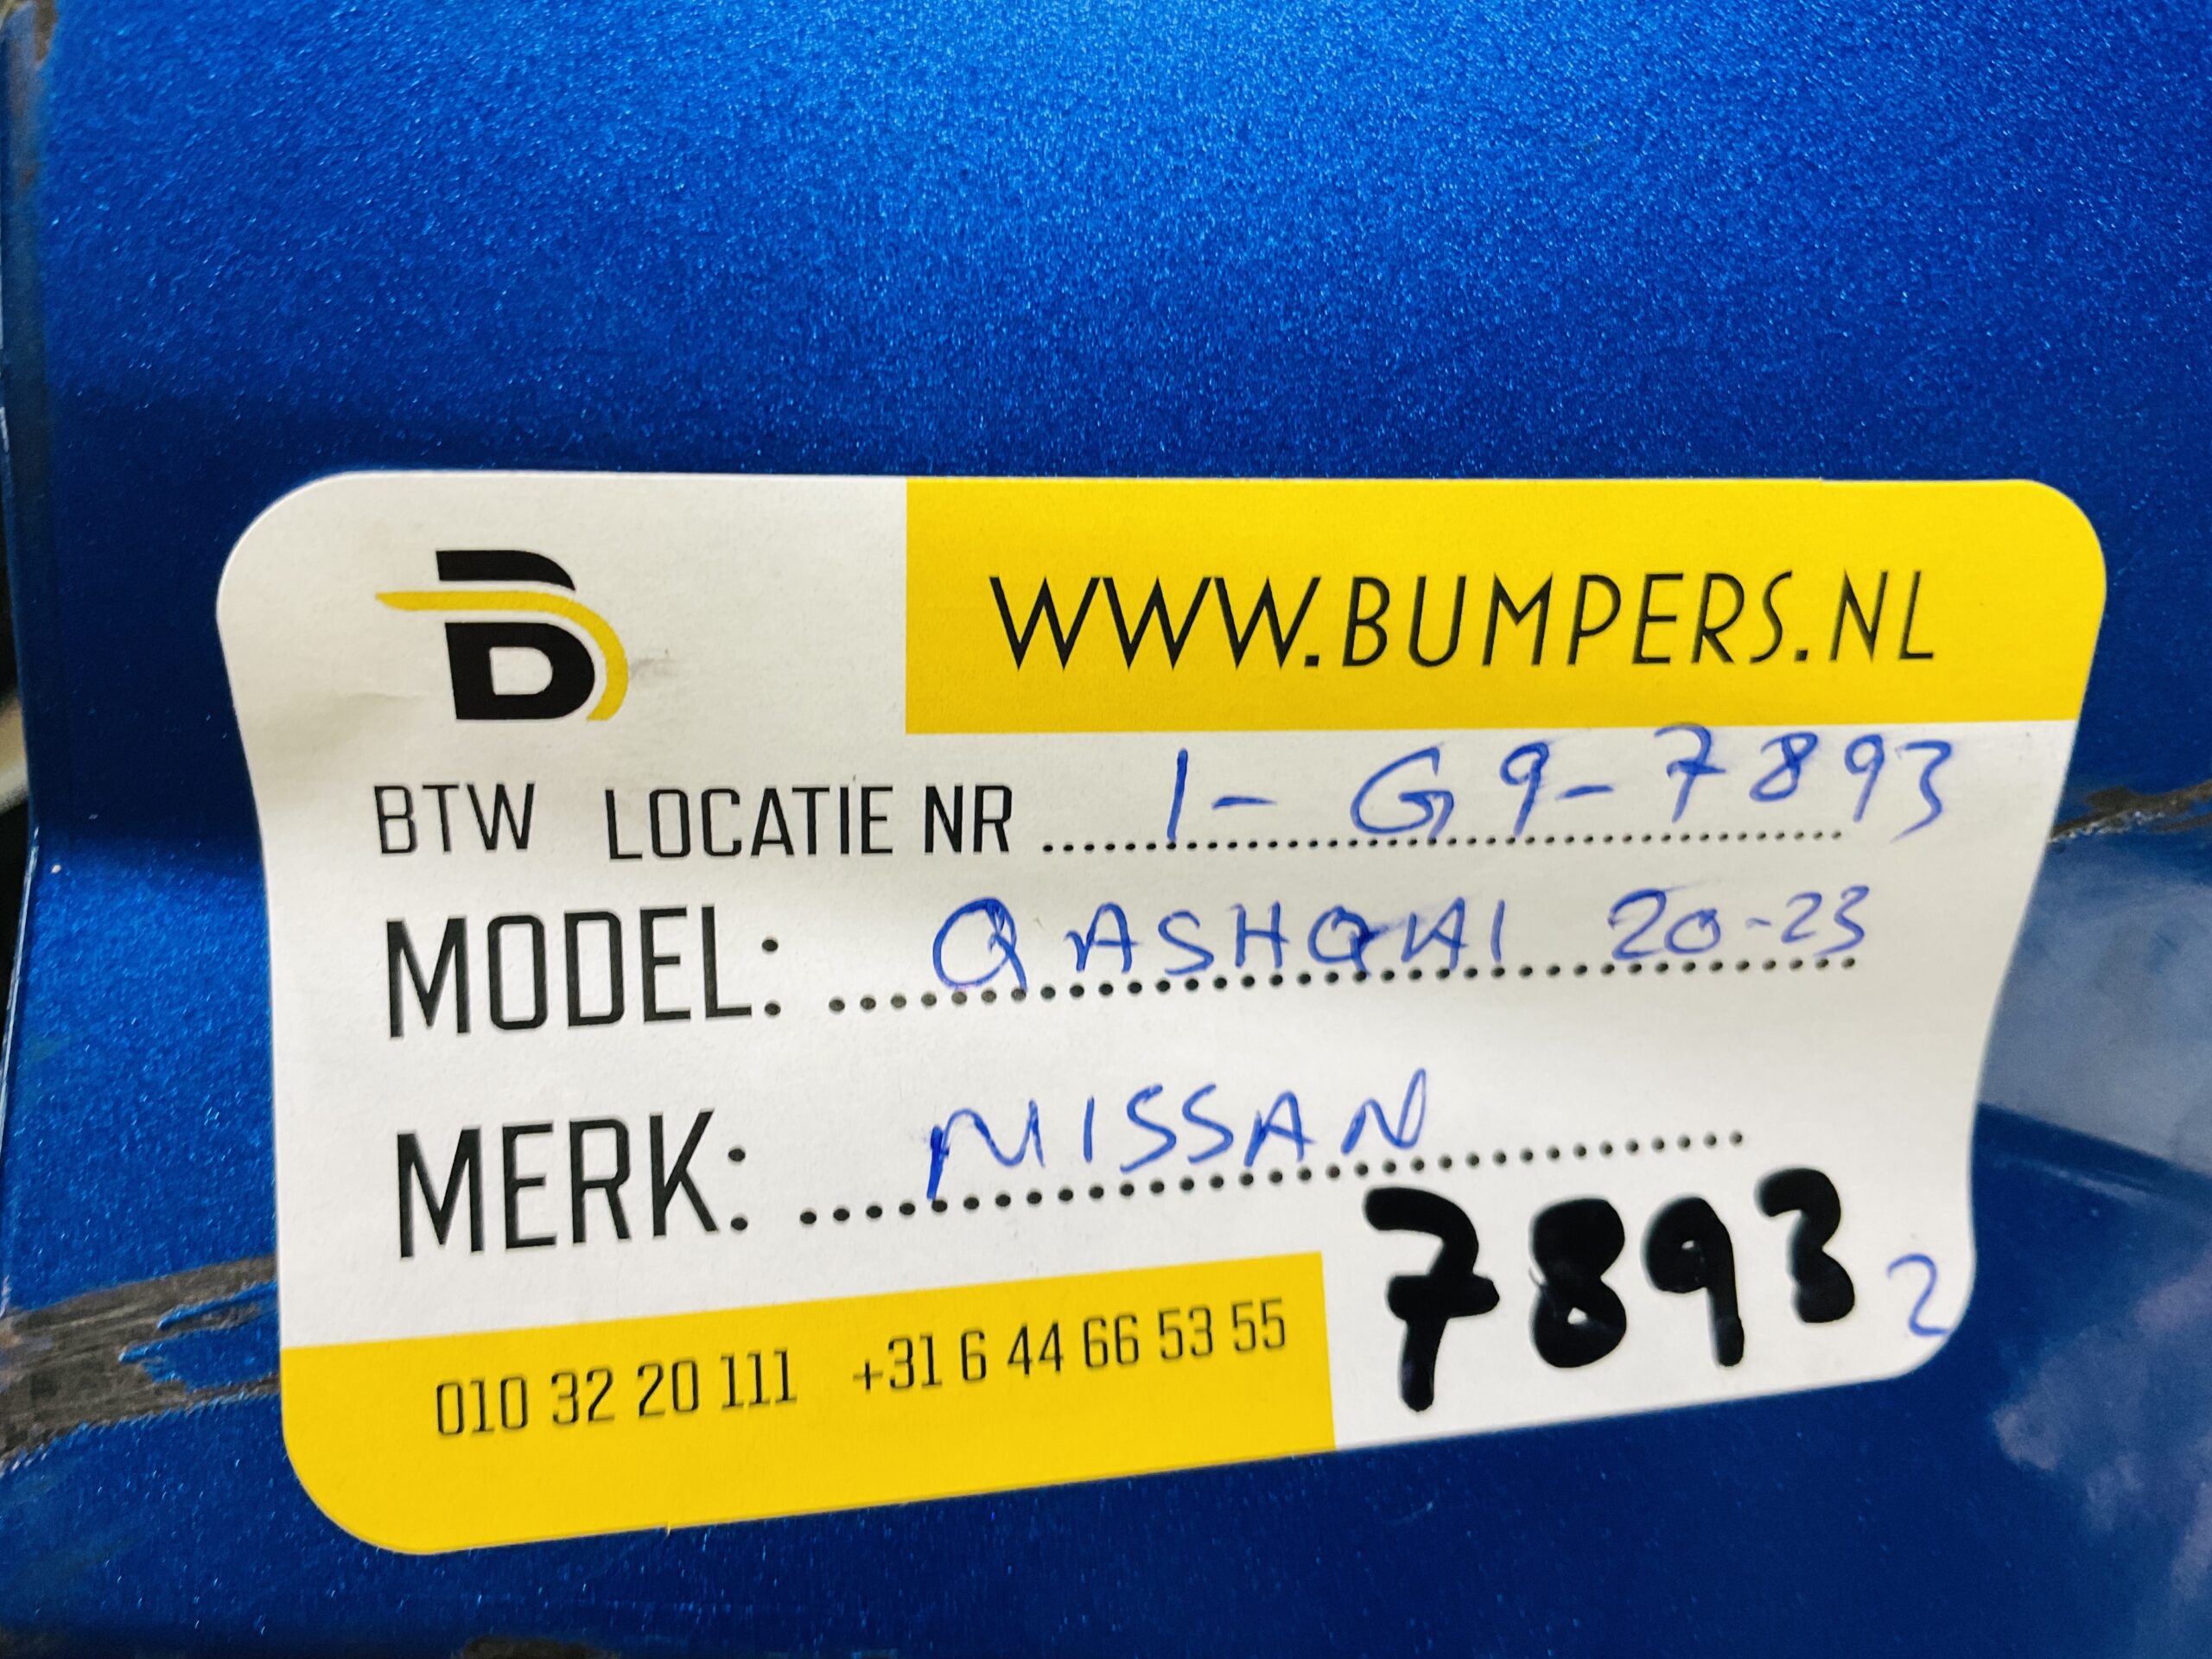 WWW.BUMPERS.NL
BTW LOCATIE NR 1-G9-7893
MODEL: QASHQAI 20-23
MERK: NISSAN
7893 2
010 32 20 111 +31 6 44 66 53 55